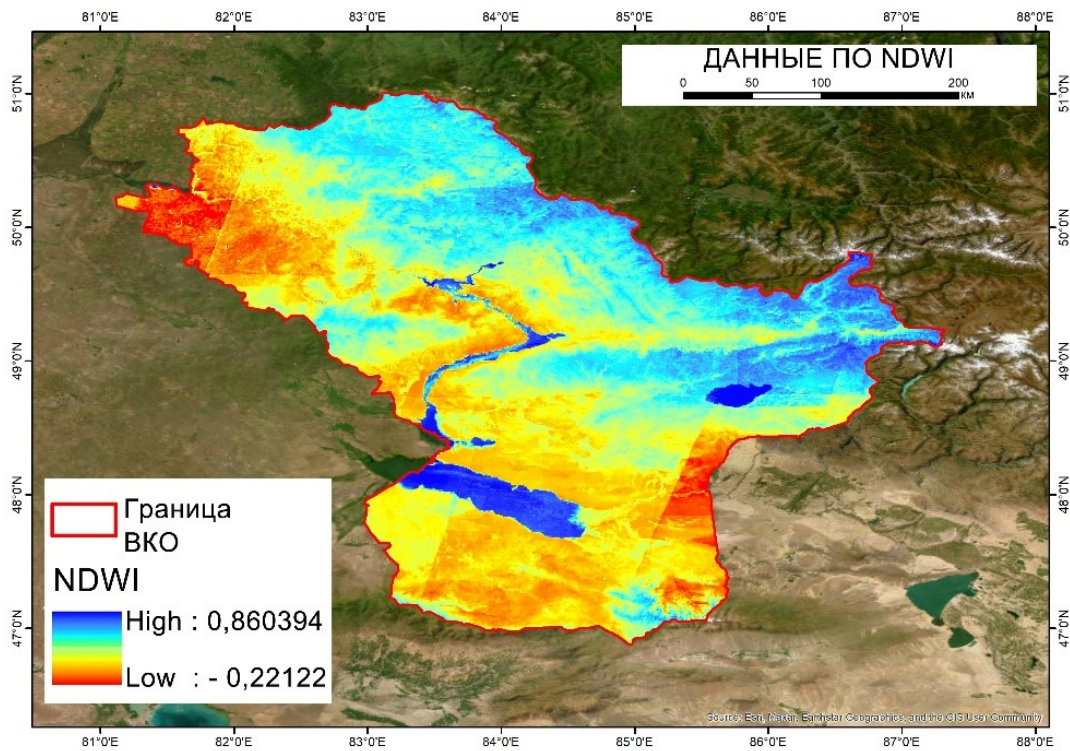 81°0'E 82°0'E 83°0'E 84°0'E 85°0'E 86°0'E 87°0'E 88°0'E
ДАННЫЕ ПО NDWI
0 50 100 200
КМ
51°0'N 51°0'N
50°0'N 50°0'N
49°0'N 49°0'N
48°0'N 48°0'N
47°0'N 47°0'N
Граница
ВКО
NDWI
High : 0,860394
Low : - 0,22122
Source: Esri, Maxar, Earthstar Geographics, and the GIS User Community
81°0'E 82°0'E 83°0'E 84°0'E 85°0'E 86°0'E 87°0'E 88°0'E